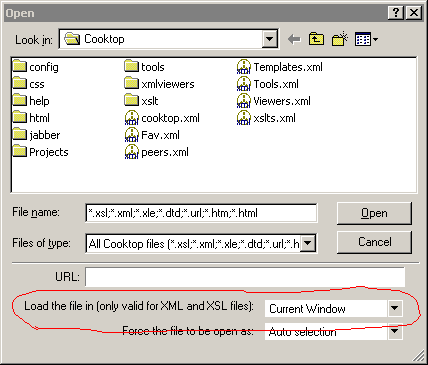 Open
Look in: Cooktop
config tools Templates.xml
css xmlviewers Tools.xml
help xslt Viewers.xml
html cooktop.xml xslts.xml
jabber Fav.xml
Projects peers.xml
File name: *.xsl;*.xml;*.xle;*.dtd;*.url;*.htm;*.html Open
Files of type: All Cooktop files (*.xsl;*.xml;*.xle;*.dtd;*.url;*.h Cancel
URL:
Load the file in (only valid for XML and XSL files): Current Window
Force the file to be open as: Auto selection